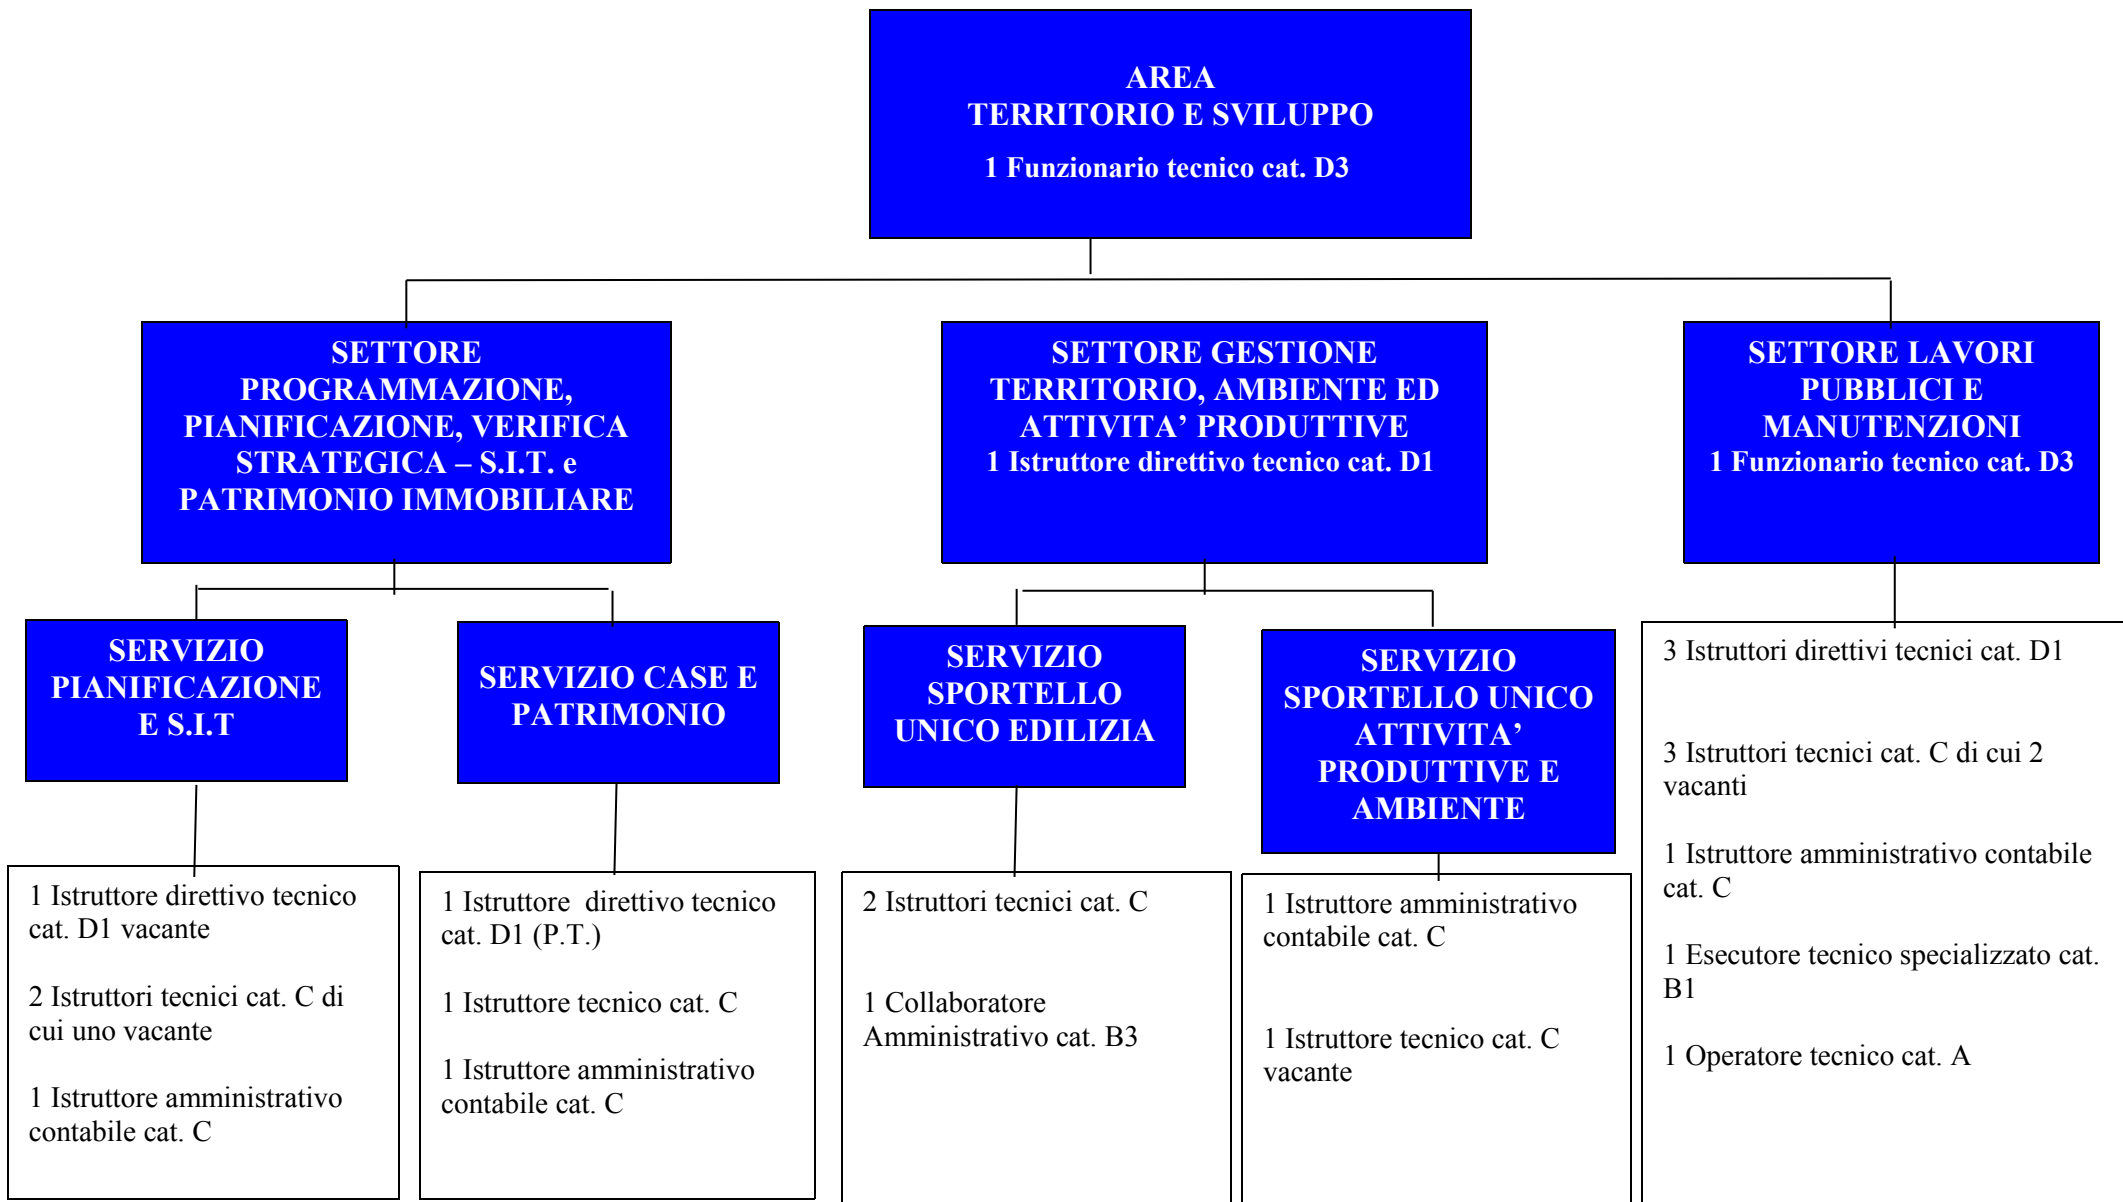 AREA
TERRITORIO E SVILUPPO
1 Funzionario tecnico cat. D3
SETTORE
PROGRAMMAZIONE,
PIANIFICAZIONE, VERIFICA
STRATEGICA – S.I.T. e
PATRIMONIO IMMOBILIARE
SETTORE GESTIONE
TERRITORIO, AMBIENTE ED
ATTIVITA’ PRODUTTIVE
1 Istruttore direttivo tecnico cat. D1
SETTORE LAVORI
PUBBLICI E
MANUTENZIONI
1 Funzionario tecnico cat. D3
SERVIZIO
PIANIFICAZIONE
E S.I.T
SERVIZIO CASE E
PATRIMONIO
SERVIZIO
SPORTELLO
UNICO EDILIZIA
SERVIZIO
SPORTELLO UNICO
ATTIVITA’
PRODUTTIVE E
AMBIENTE
1 Istruttore direttivo tecnico
cat. D1 vacante
2 Istruttori tecnici cat. C di
cui uno vacante
1 Istruttore amministrativo
contabile cat. C
1 Istruttore  direttivo tecnico
cat. D1 (P.T.)
1 Istruttore tecnico cat. C
1 Istruttore amministrativo
contabile cat. C
2 Istruttori tecnici cat. C
1 Collaboratore
Amministrativo cat. B3
1 Istruttore amministrativo
contabile cat. C
1 Istruttore tecnico cat. C
vacante
3 Istruttori direttivi tecnici cat. D1
3 Istruttori tecnici cat. C di cui 2
vacanti
1 Istruttore amministrativo contabile
cat. C
1 Esecutore tecnico specializzato cat.
B1
1 Operatore tecnico cat. A